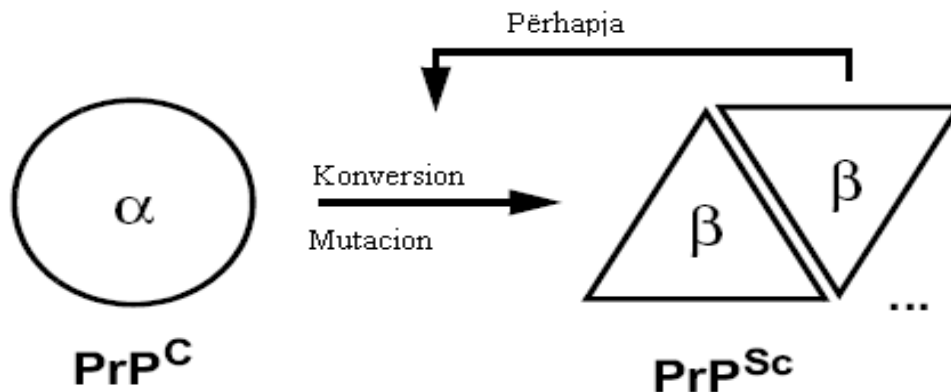 Përhapja
Konversion
Mutacion
α
β
β
...
PrP^C
PrP^Sc